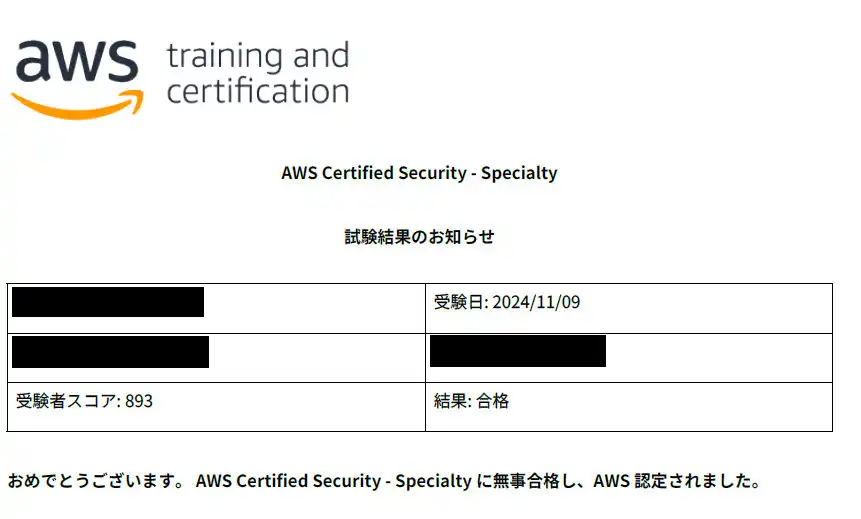 aws training and
certification
AWS Certified Security - Specialty
試験結果のお知らせ
受験日: 2024/11/09
受験者スコア: 893
結果: 合格
おめでとうございます。 AWS Certified Security - Specialty に無事合格し、AWS 認定されました。